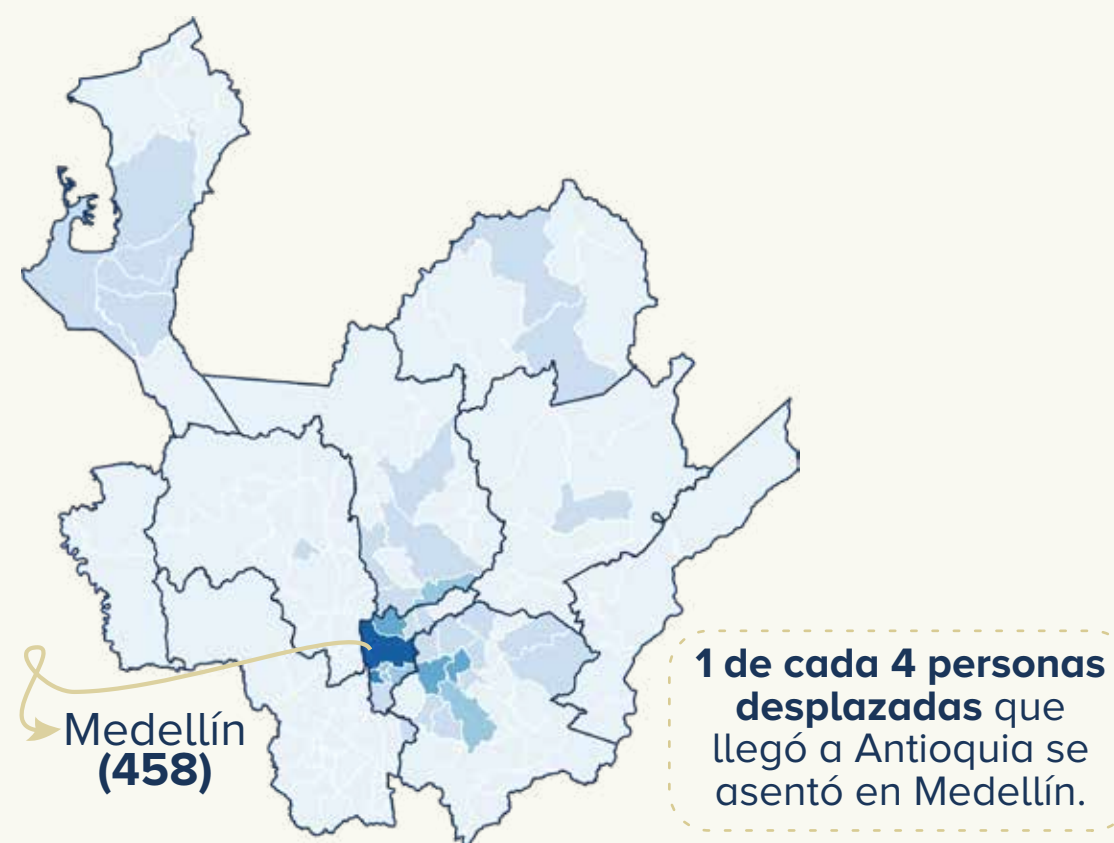 1 de cada 4 personas
desplazadas que
llegó a Antioquia se
asentó en Medellín.
Medellín
(458)